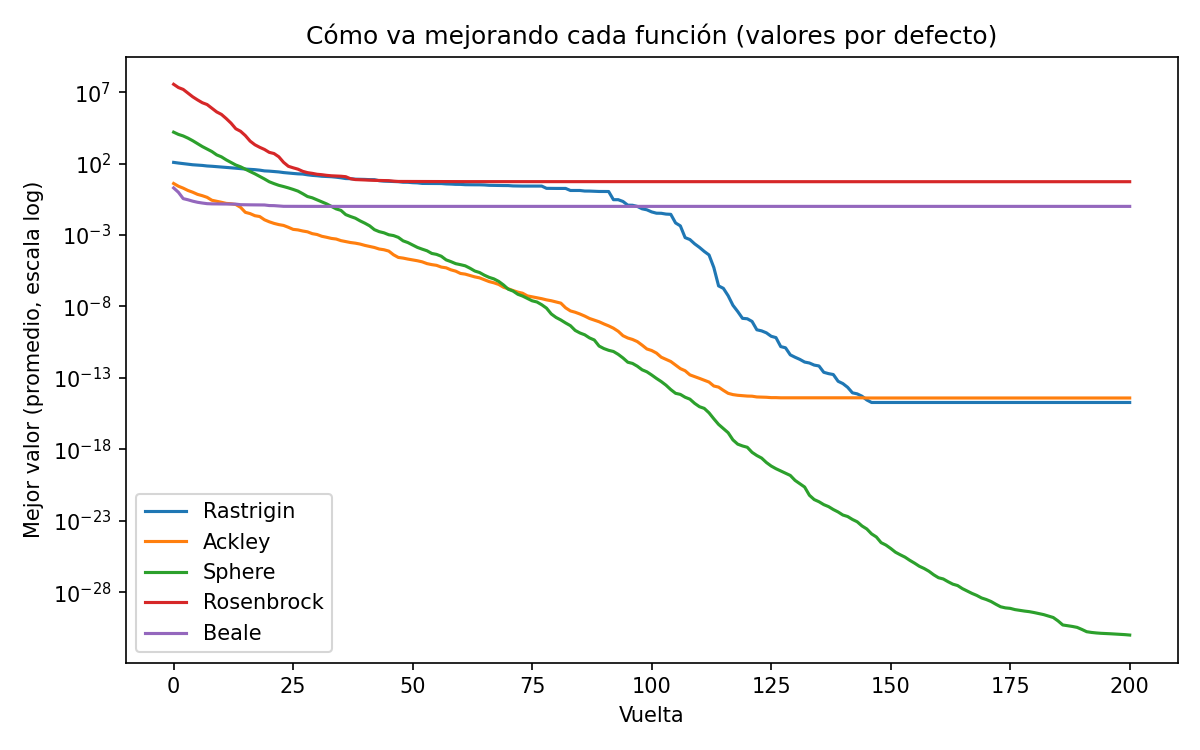 Cómo va mejorando cada función (valores por defecto)
Mejor valor (promedio, escala log)
10^7
10^2
10^-3
10^-8
10^-13
10^-18
10^-23
10^-28
Rastrigin
Ackley
Sphere
Rosenbrock
Beale
0 25 50 75 100 125 150 175 200
Vuelta